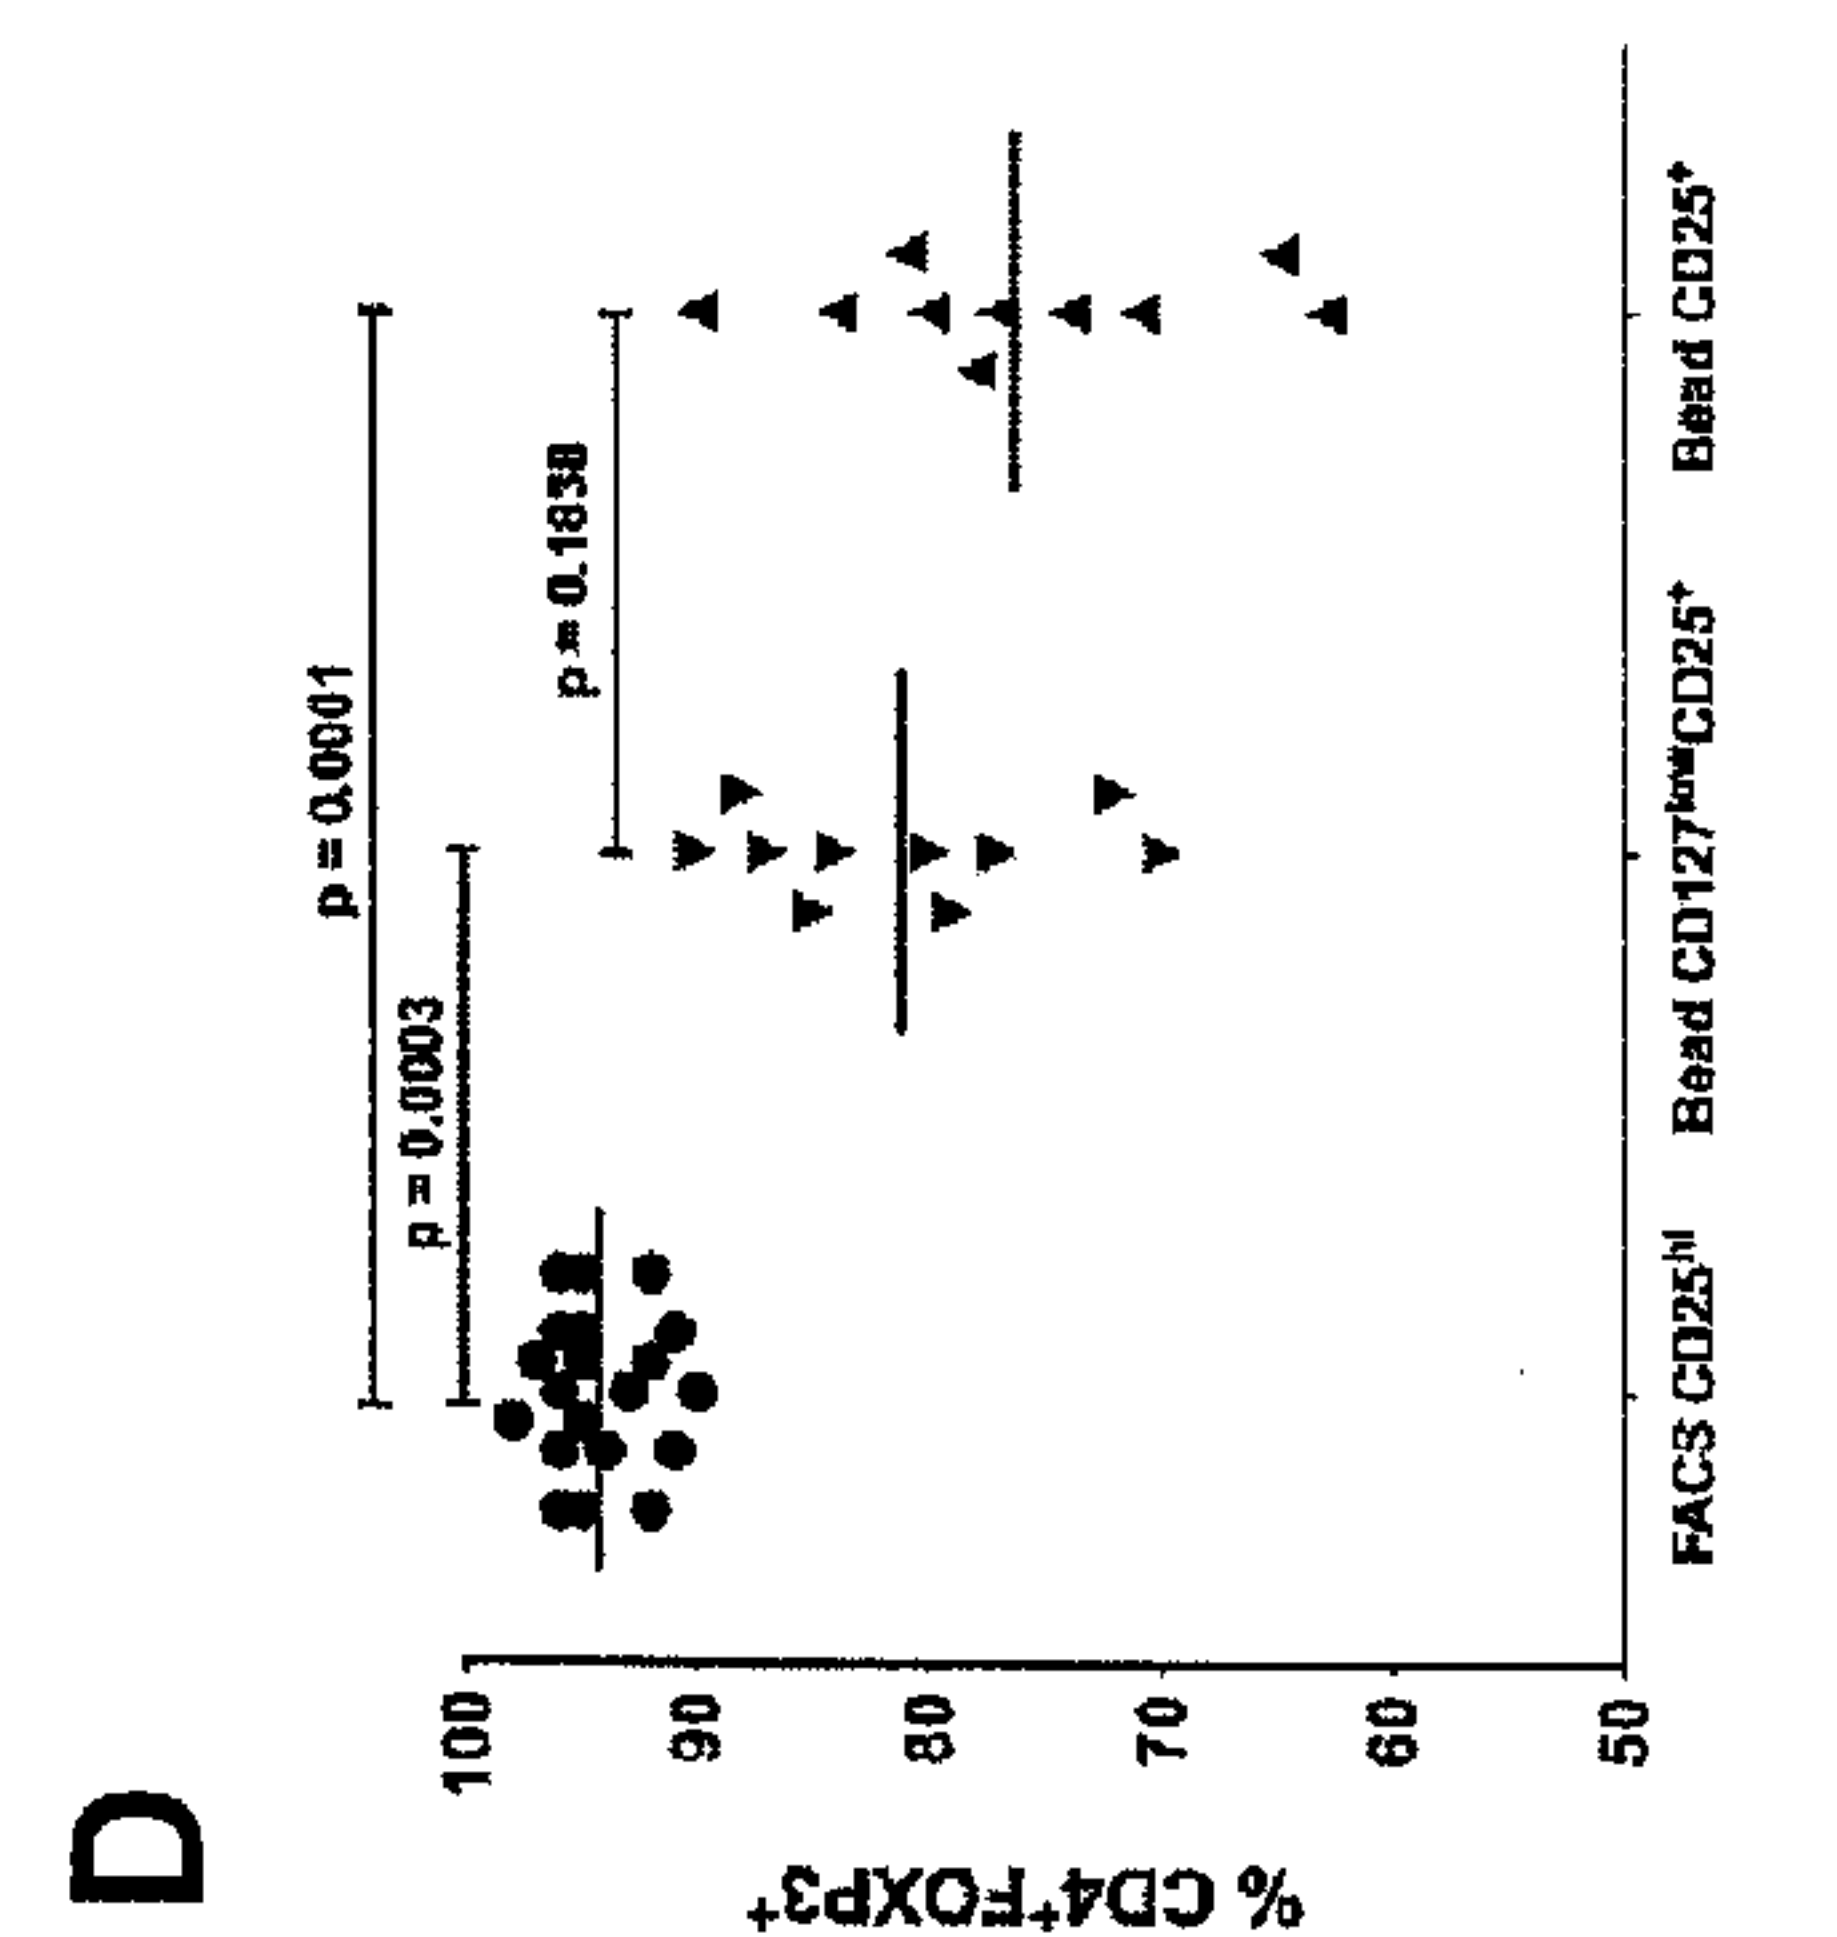 D
p = 0.0001
p = 0.0003
p = 0.1838
% CD4⁺FOXP3⁺
100
90
80
70
60
50
FACS CD25ʰⁱ
Bead CD127ˡᵒʷCD25⁺
Bead CD25⁺